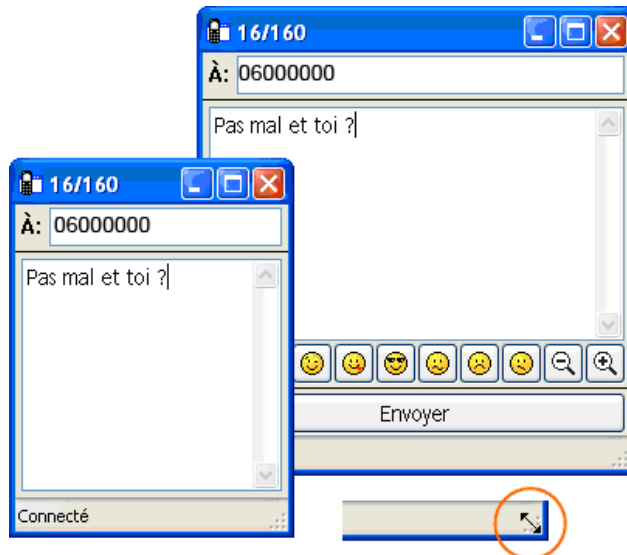 16/160
À: 06000000
Pas mal et toi ?
Envoyer
16/160
À: 06000000
Pas mal et toi ?
Connecté